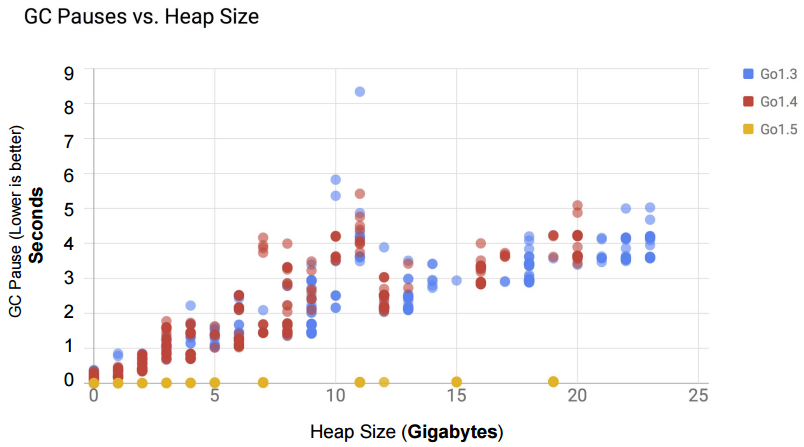 GC Pauses vs. Heap Size
GC Pause (Lower is better)
Seconds
9
8
7
6
5
4
3
2
1
0
0
5
10
15
20
25
Heap Size (Gigabytes)
Go1.3
Go1.4
Go1.5